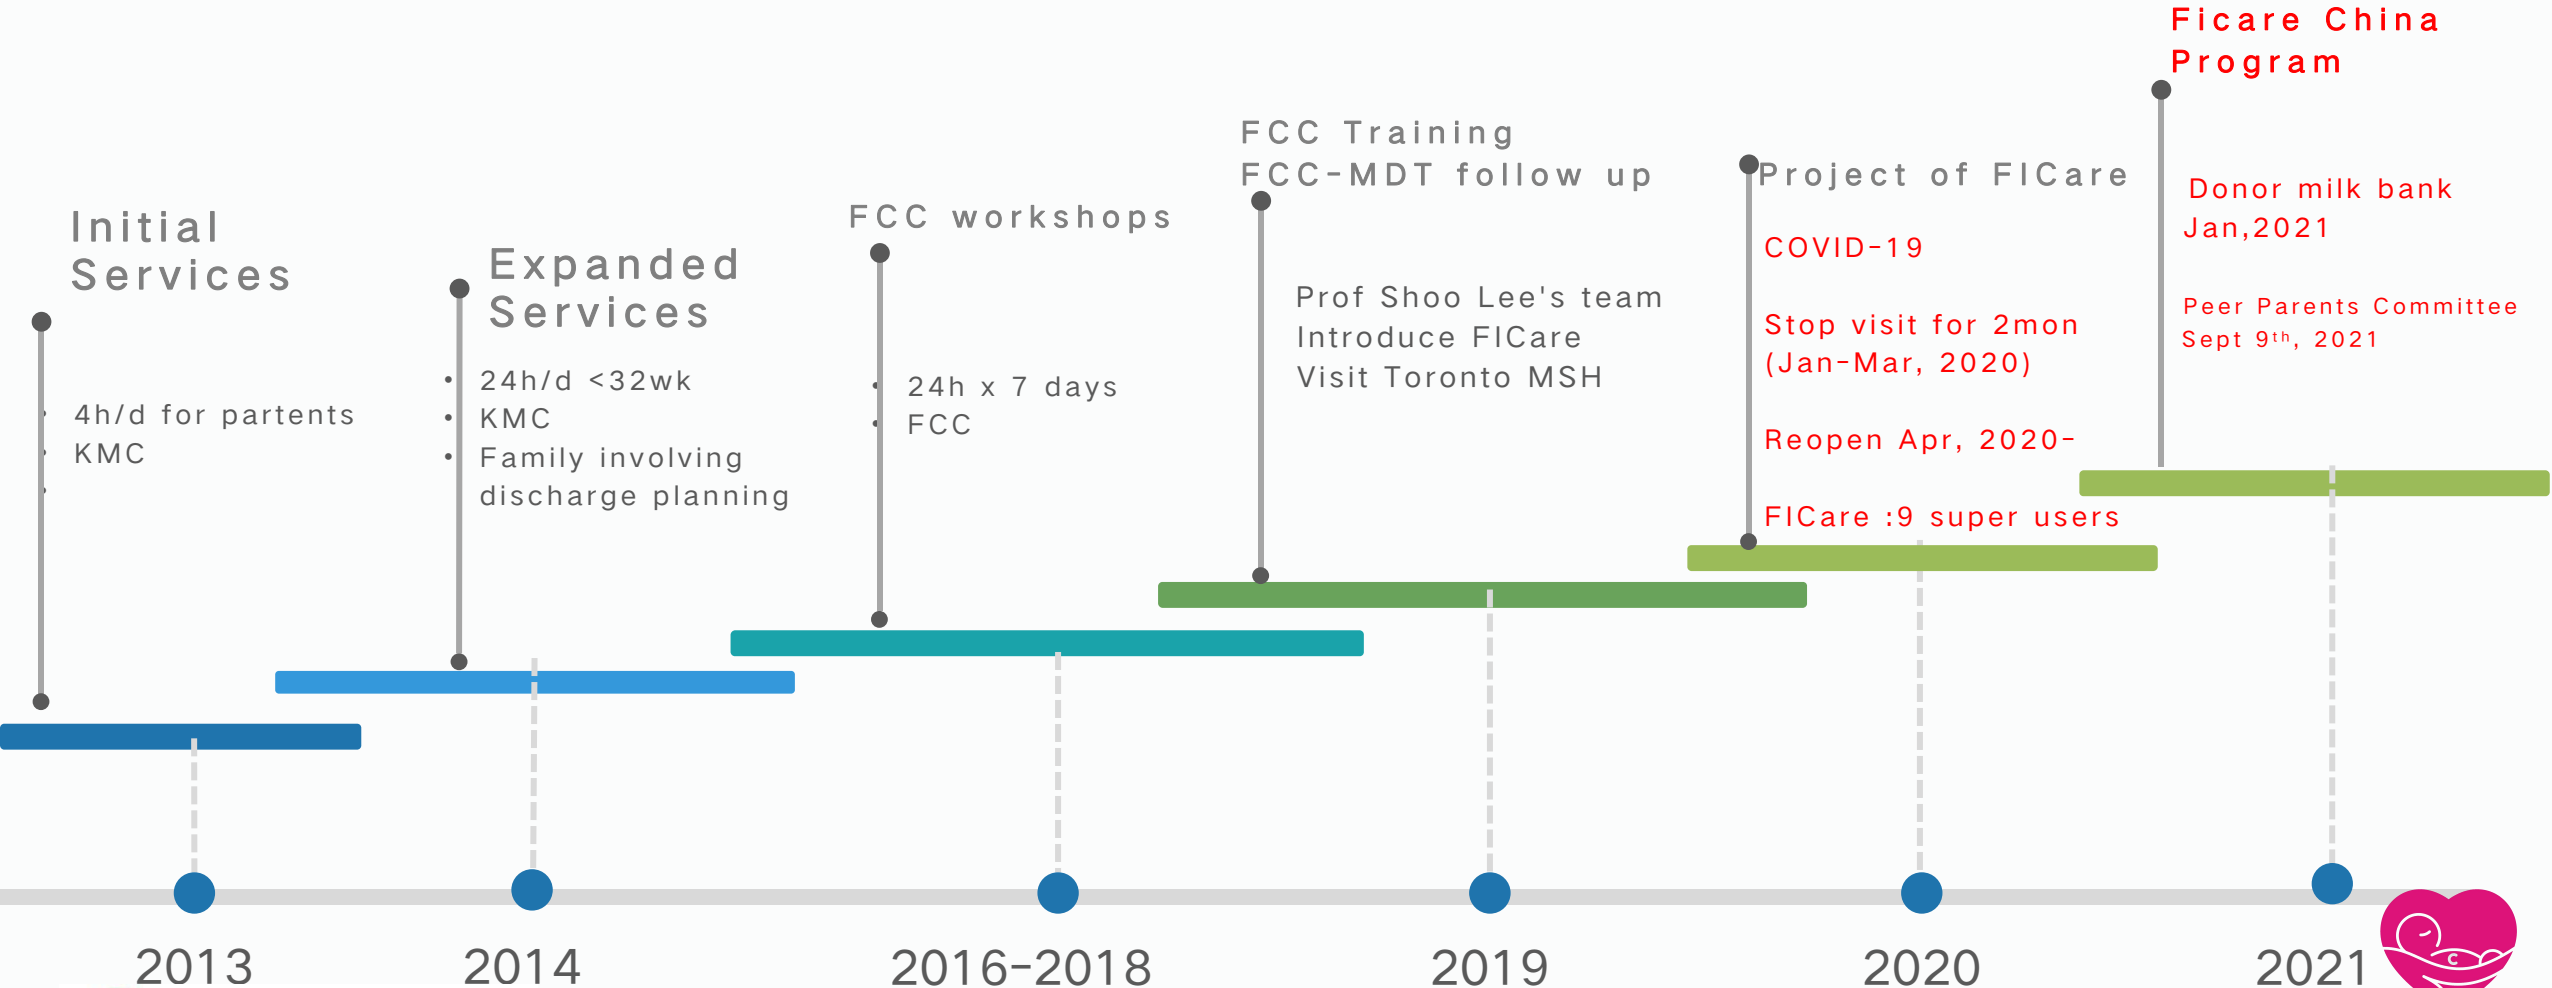 Initial
Services
• 4h/d for partents
• KMC
•
Expanded
Services
• 24h/d <32wk
• KMC
• Family involving
discharge planning
FCC workshops
• 24h x 7 days
• FCC
FCC Training
FCC-MDT follow up
Prof Shoo Lee's team
Introduce FICare
Visit Toronto MSH
Project of FICare
COVID-19
Stop visit for 2mon
(Jan-Mar, 2020)
Reopen Apr, 2020-
FICare :9 super users
Ficare China
Program
Donor milk bank
Jan,2021
Peer Parents Committee
Sept 9th, 2021
2013
2014
2016-2018
2019
2020
2021